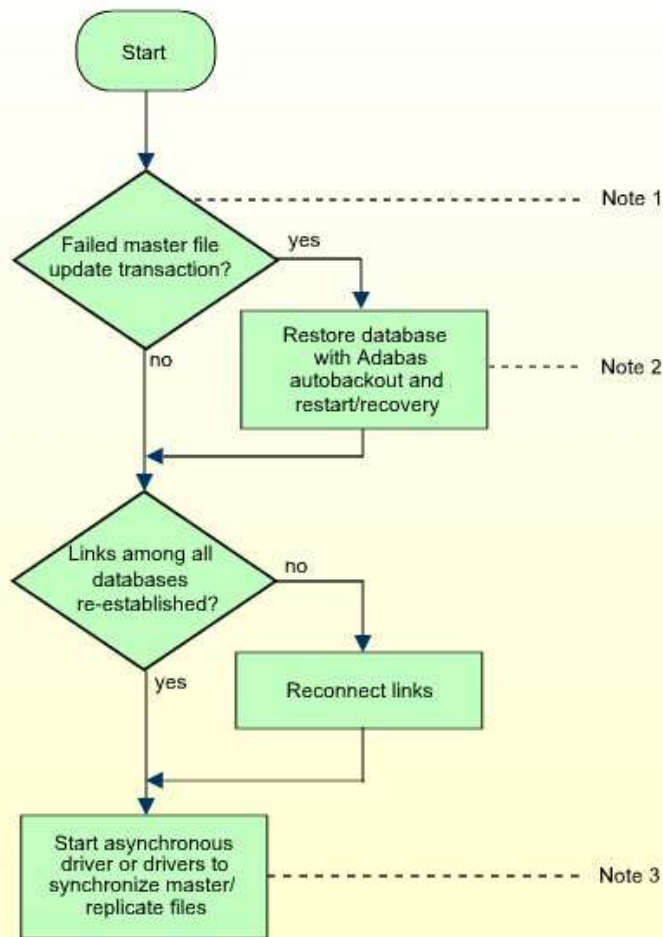 Start
Note 1
Failed master file
update transaction?
yes
no
Restore database
with Adabas
autobackout and
restart/recovery
Note 2
Links among all
databases
re-established?
no
yes
Reconnect links
Start asynchronous
driver or drivers to
synchronize master/
replicate files
Note 3